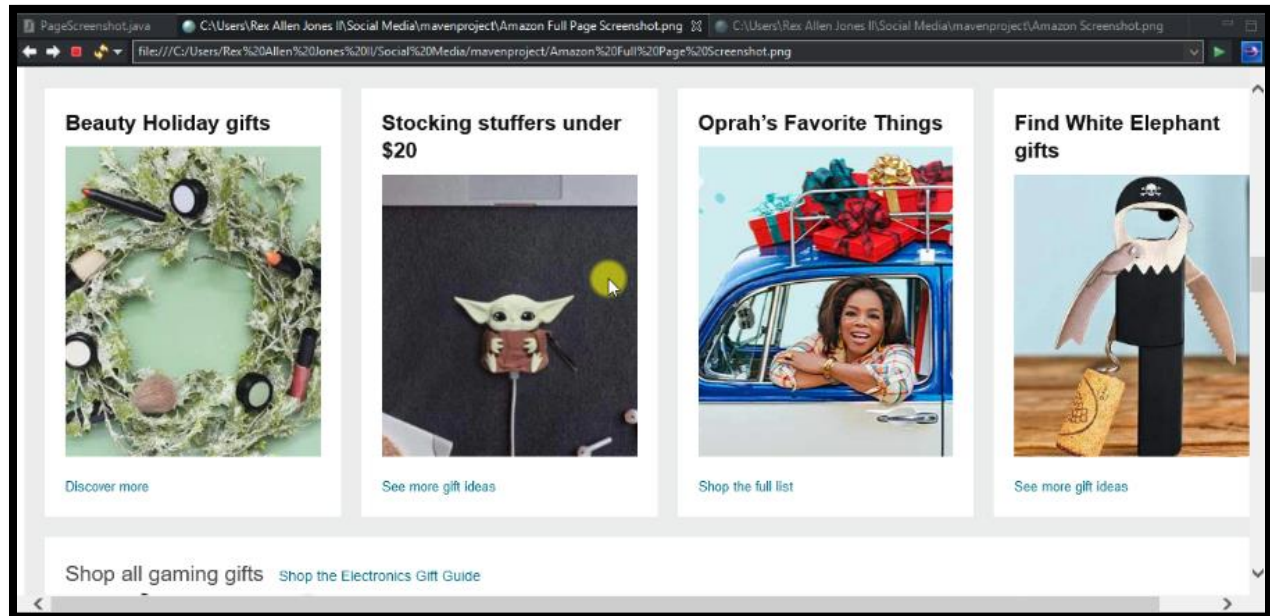 PageScreenshot.java
C:\Users\Rex Allen Jones II\Social Media\mavenproject\Amazon Full Page Screenshot.png
C:\Users\Rex Allen Jones II\Social Media\mavenproject\Amazon Screenshot.png
file:///C:/Users/Rex%20Allen%20Jones%20II/Social%20Media/mavenproject/Amazon%20Full%20Page%20Screenshot.png
Beauty Holiday gifts
Stocking stuffers under
$20
Oprah's Favorite Things
Find White Elephant
gifts
Discover more
See more gift ideas
Shop the full list
See more gift ideas
Shop all gaming gifts Shop the Electronics Gift Guide